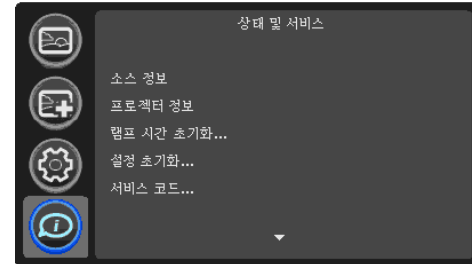 상태 및 서비스
소스 정보
프로젝터 정보
램프 시간 초기화...
설정 초기화...
서비스 코드...